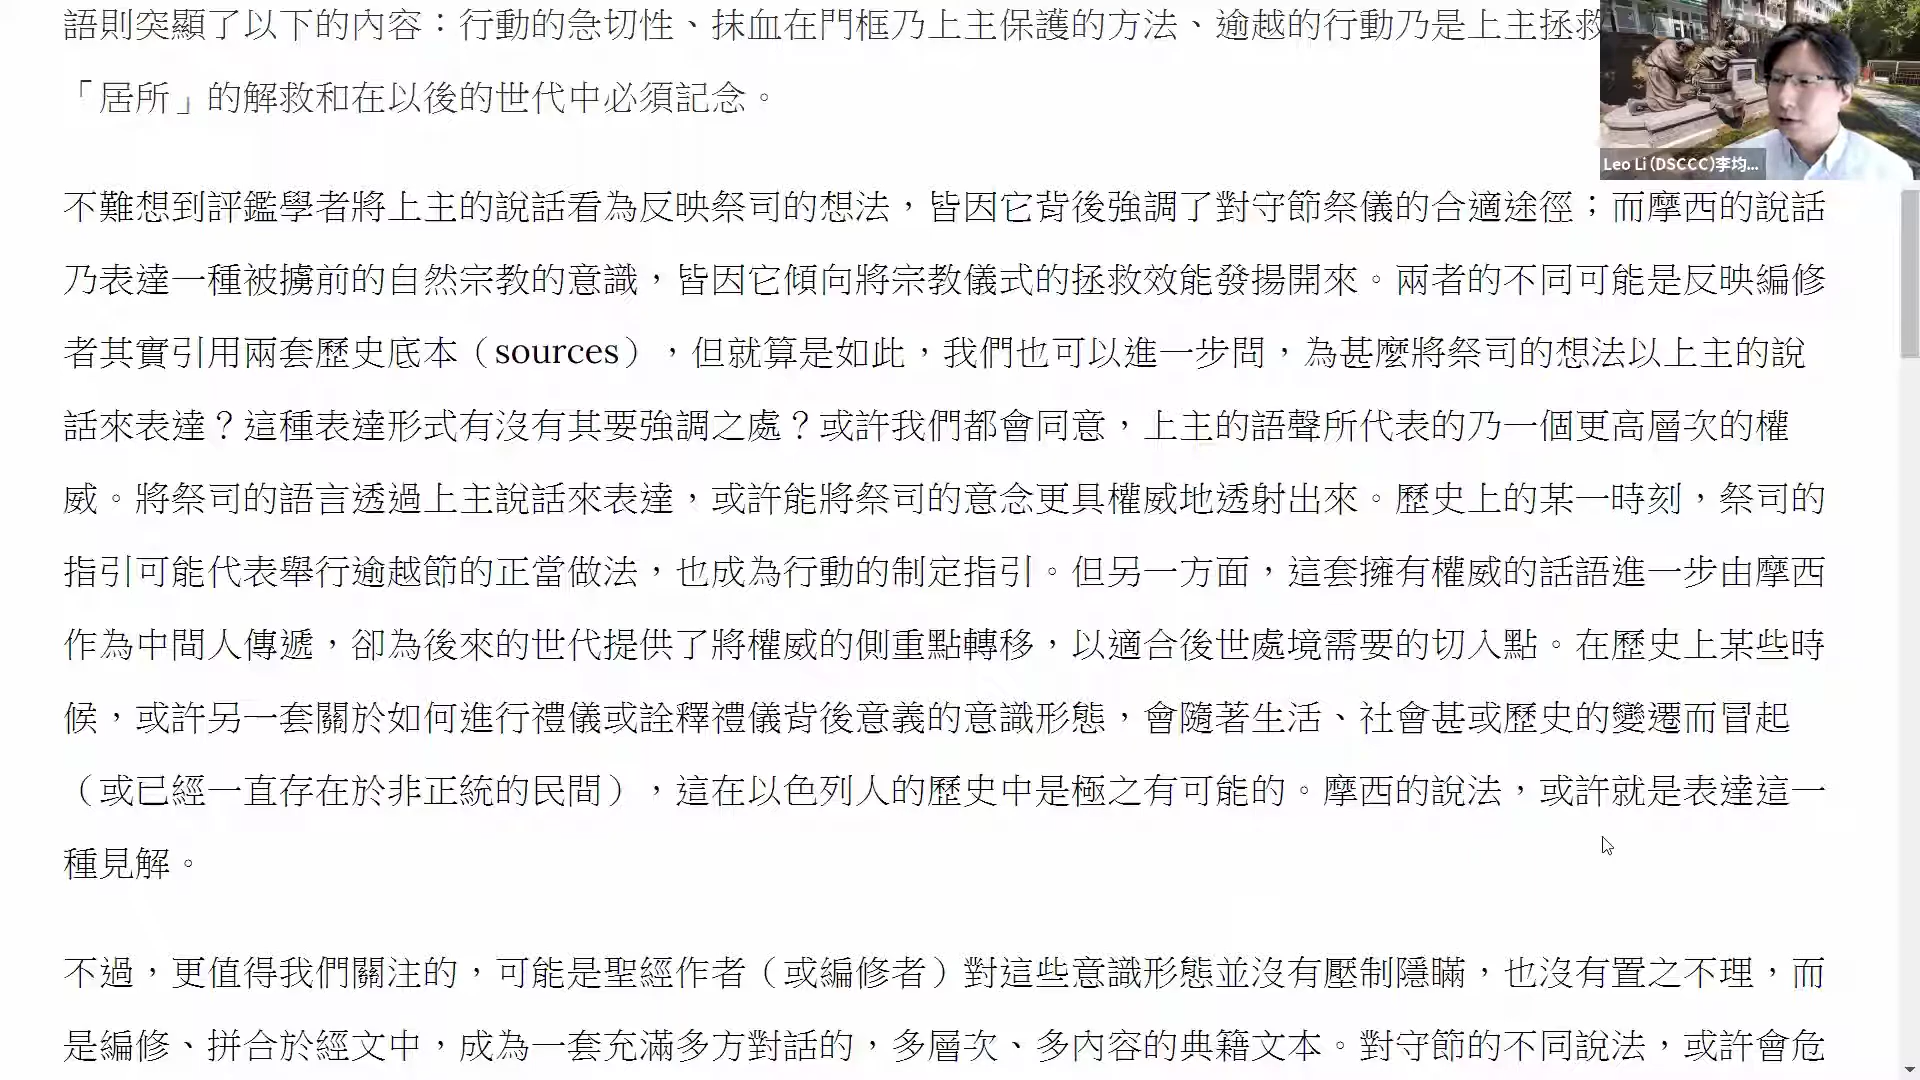 語則突顯了以下的內容：行動的急切性、抹血在門框乃上主保護的方法、逾越的行動乃是上主拯救
「居所」的解救和在以後的世代中必須記念。
Leo Li (DSCCC)李均...
不難想到評鑑學者將上主的說話看為反映祭司的想法，皆因它背後強調了對守節祭儀的合適途徑；而摩西的說話
乃表達一種被擄前的自然宗教的意識，皆因它傾向將宗教儀式的拯救效能發揚開來。兩者的不同可能是反映編修
者其實引用兩套歷史底本（sources），但就算是如此，我們也可以進一步問，為甚麼將祭司的想法以上主的說
話來表達？這種表達形式有沒有其要強調之處？或許我們都會同意，上主的語聲所代表的乃一個更高層次的權
威。將祭司的語言透過上主說話來表達，或許能將祭司的意念更具權威地透射出來。歷史上的某一時刻，祭司的
指引可能代表舉行逾越節的正當做法，也成為行動的制定指引。但另一方面，這套擁有權威的話語進一步由摩西
作為中間人傳遞，卻為後來的世代提供了將權威的側重點轉移，以適合後世處境需要的切入點。在歷史上某些時
候，或許另一套關於如何進行禮儀或詮釋禮儀背後意義的意識形態，會隨著生活、社會甚或歷史的變遷而冒起
（或已經一直存在於非正統的民間），這在以色列人的歷史中是極之有可能的。摩西的說法，或許就是表達這一
種見解。
不過，更值得我們關注的，可能是聖經作者（或編修者）對這些意識形態並沒有壓制隱瞞，也沒有置之不理，而
是編修、拼合於經文中，成為一套充滿多方對話的，多層次、多內容的典籍文本。對守節的不同說法，或許會危